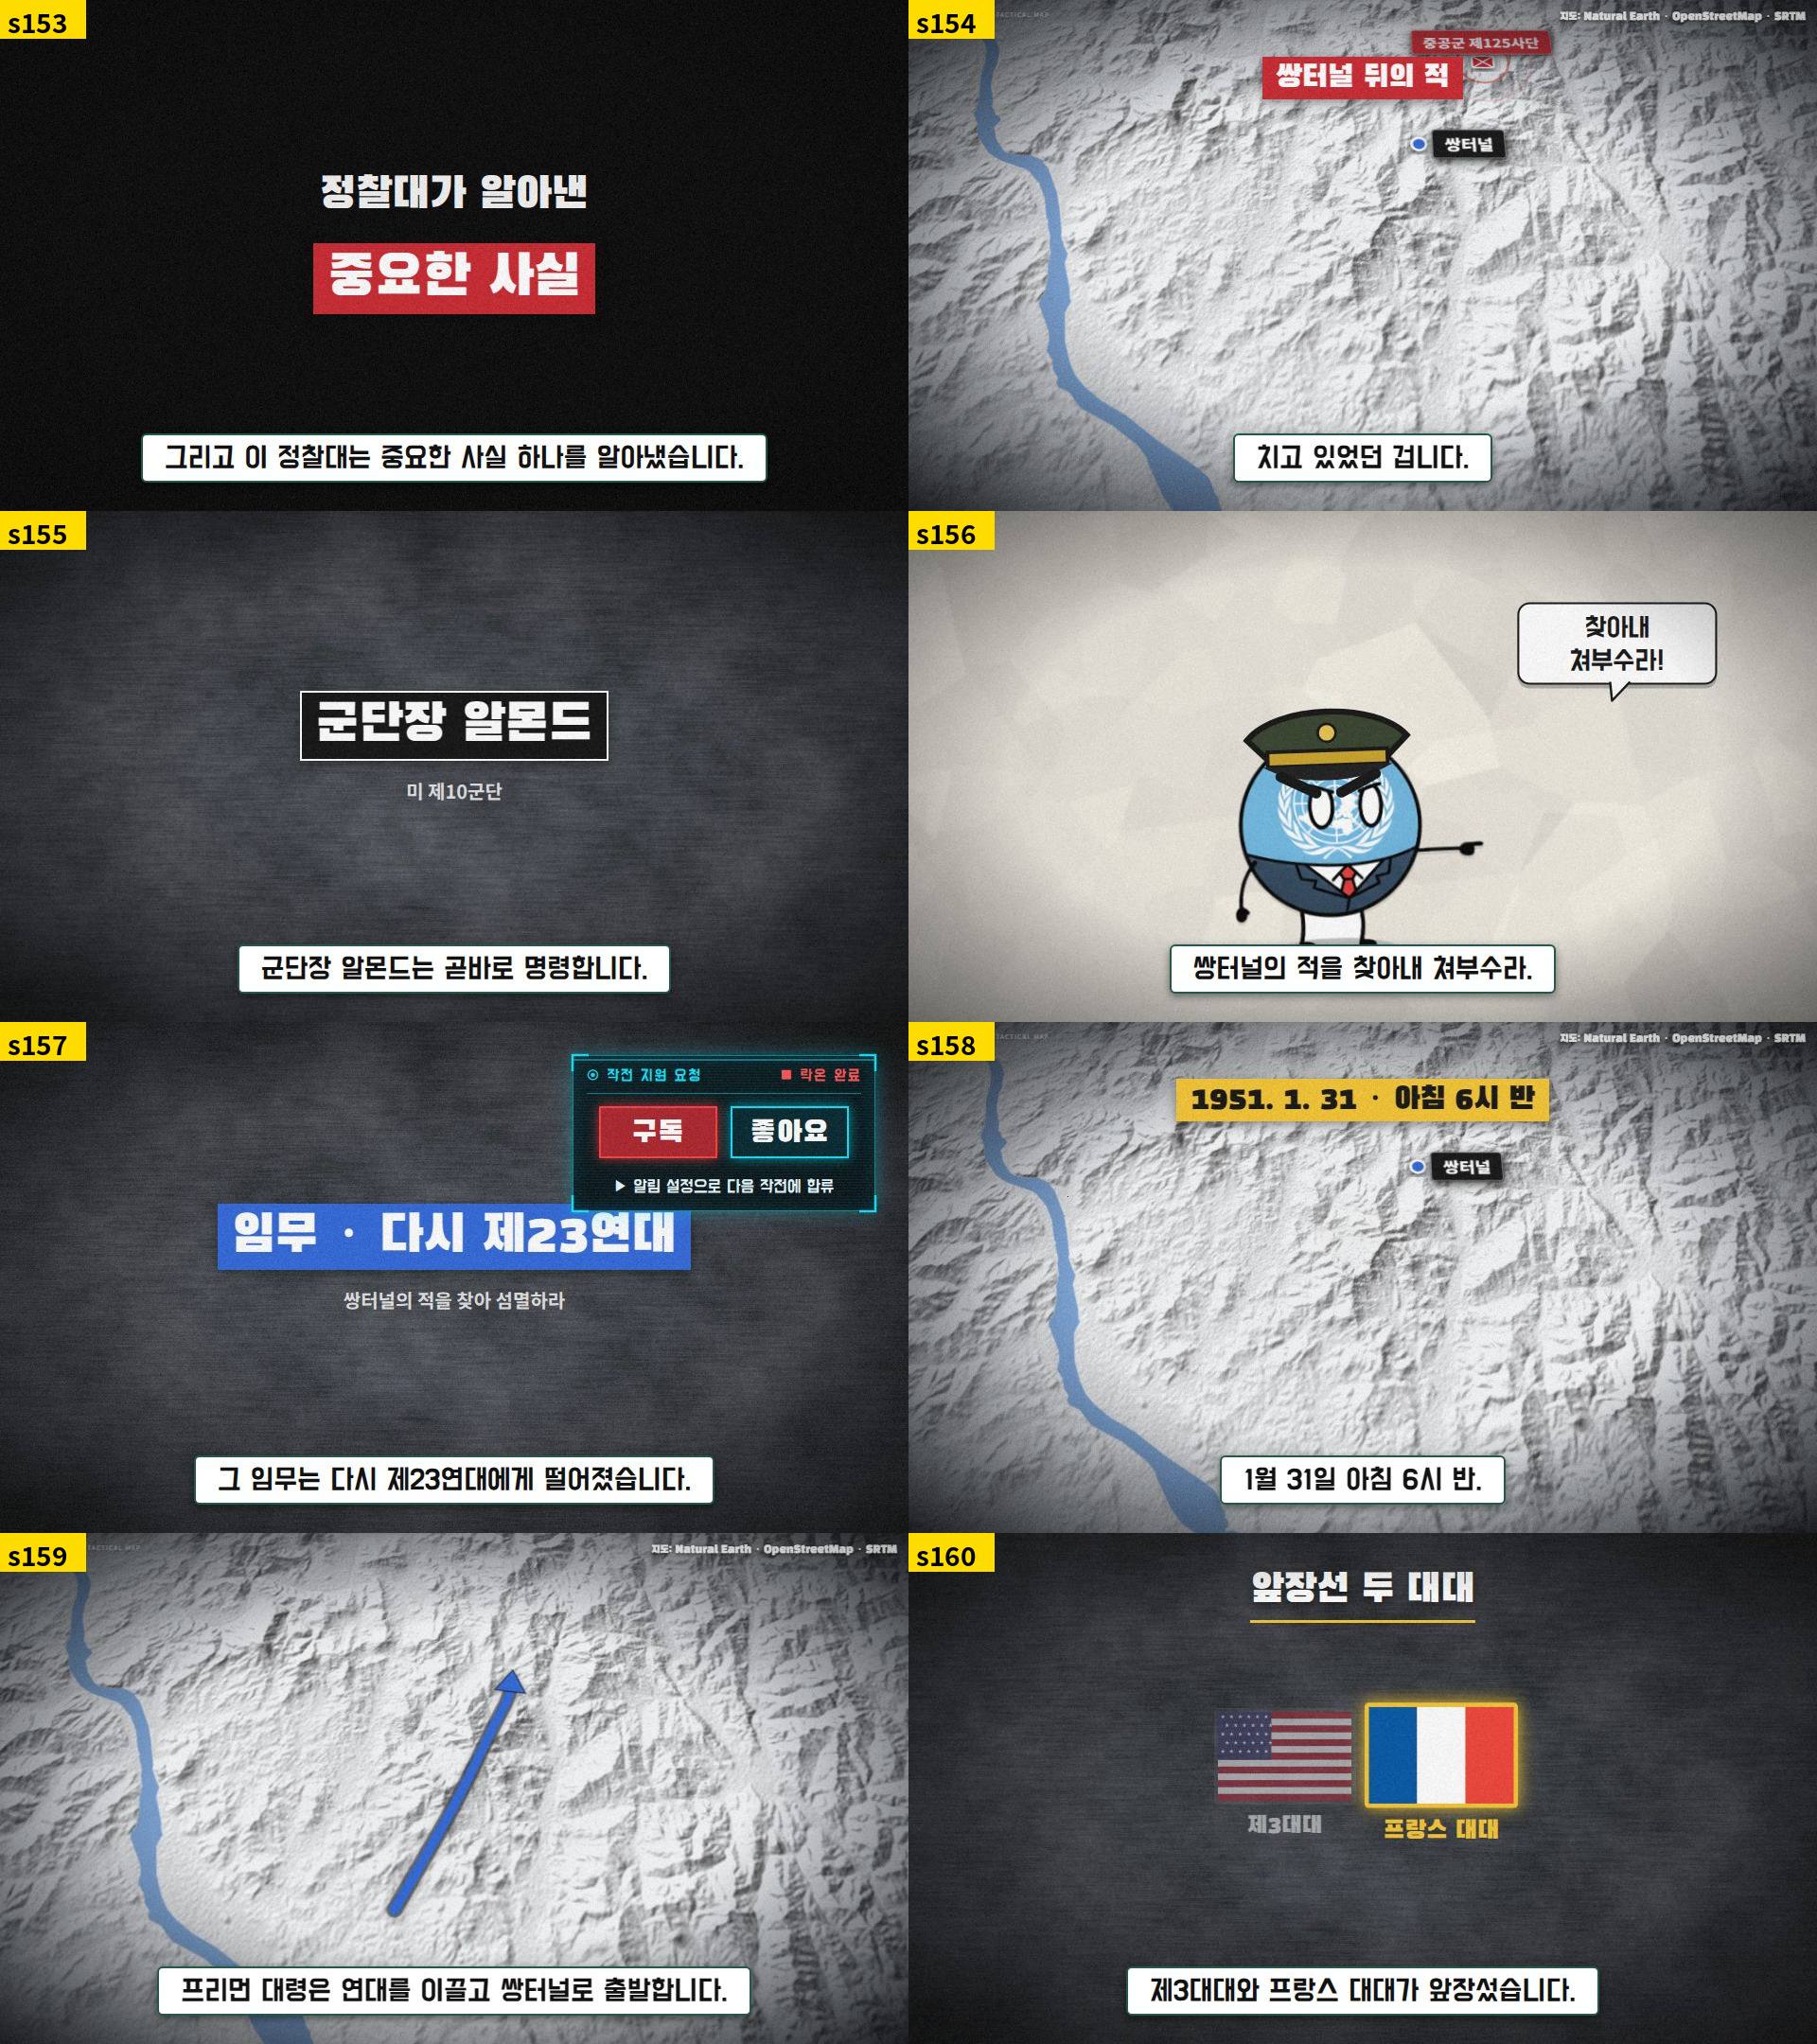 s153
정찰대가 알아낸
중요한 사실
그리고 이 정찰대는 중요한 사실 하나를 알아냈습니다.
s154
TACTICAL MAP
지도: Natural Earth · OpenStreetMap · SRTM
중공군 제125사단
쌍터널 뒤의 적
쌍터널
치고 있었던 겁니다.
s155
군단장 알몬드
미 제10군단
군단장 알몬드는 곧바로 명령합니다.
s156
찾아내
쳐부수라!
쌍터널의 적을 찾아내 쳐부수라.
s157
작전 지원 요청
락온 완료
구독
좋아요
▶ 알림 설정으로 다음 작전에 합류
임무 · 다시 제23연대
쌍터널의 적을 찾아 섬멸하라
그 임무는 다시 제23연대에게 떨어졌습니다.
s158
TACTICAL MAP
지도: Natural Earth · OpenStreetMap · SRTM
1951. 1. 31 · 아침 6시 반
쌍터널
1월 31일 아침 6시 반.
s159
TACTICAL MAP
지도: Natural Earth · OpenStreetMap · SRTM
프리먼 대령은 연대를 이끌고 쌍터널로 출발합니다.
s160
앞장선 두 대대
제3대대
프랑스 대대
제3대대와 프랑스 대대가 앞장섰습니다.